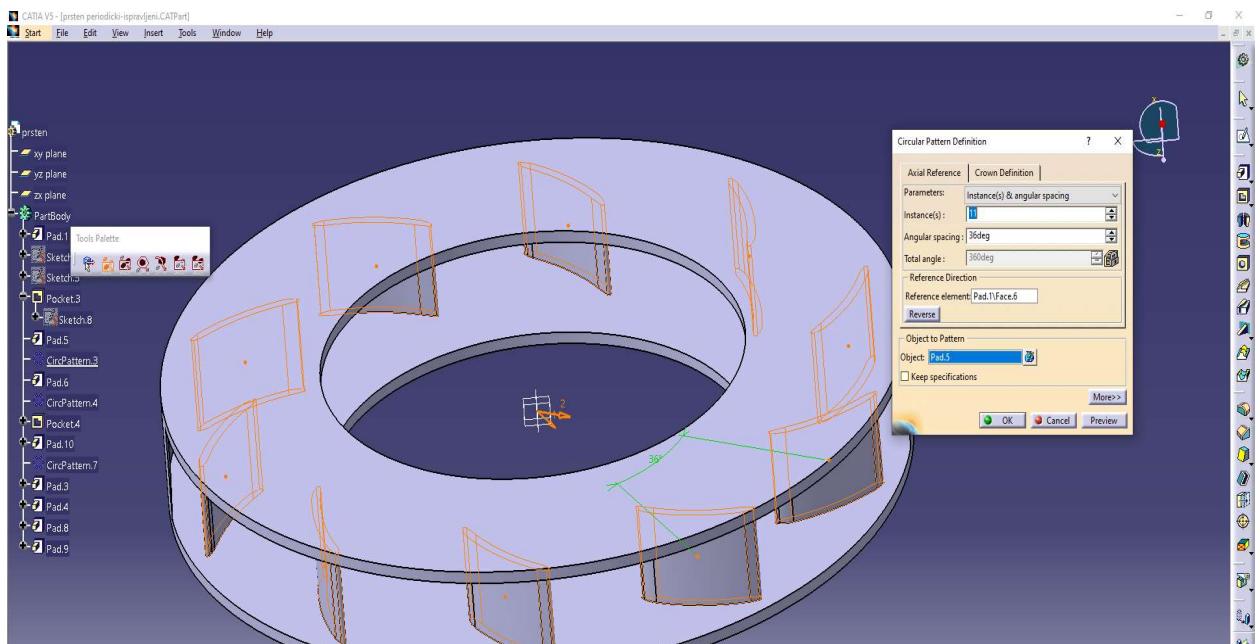 CATIA V5 - [prsten periodicki-ispravljeni.CATPart]
Start File Edit View Insert Tools Window Help
prsten
xy plane
yz plane
zx plane
PartBody
Pad.1
Sketch
Sketch.5
Pocket.3
Sketch.8
Pad.5
CircPattern.3
Pad.6
CircPattern.4
Pocket.4
Pad.10
CircPattern.7
Pad.3
Pad.4
Pad.8
Pad.9
Tools Palette
2
36°
x
z
Circular Pattern Definition ? X
Axial Reference Crown Definition
Parameters: Instance(s) & angular spacing
Instance(s) : 11
Angular spacing : 36deg
Total angle : 360deg
Reference Direction
Reference element: Pad.1\Face.6
Reverse
Object to Pattern
Object: Pad.5
Keep specifications
More>>
OK Cancel Preview